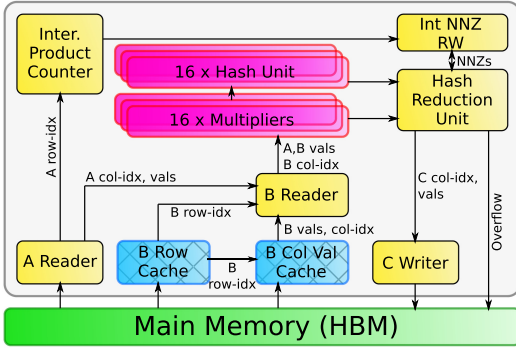 Inter.
Product
Counter
Int NNZ
RW
NNZs
16 x Hash Unit
Hash
Reduction
Unit
16 x Multipliers
A row-idx
A,B vals
B col-idx
A col-idx, vals
B Reader
C col-idx,
vals
B row-idx
Overflow
B vals, col-idx
A Reader
B Row
Cache
B
row-idx
B Col Val
Cache
C Writer
Main Memory (HBM)